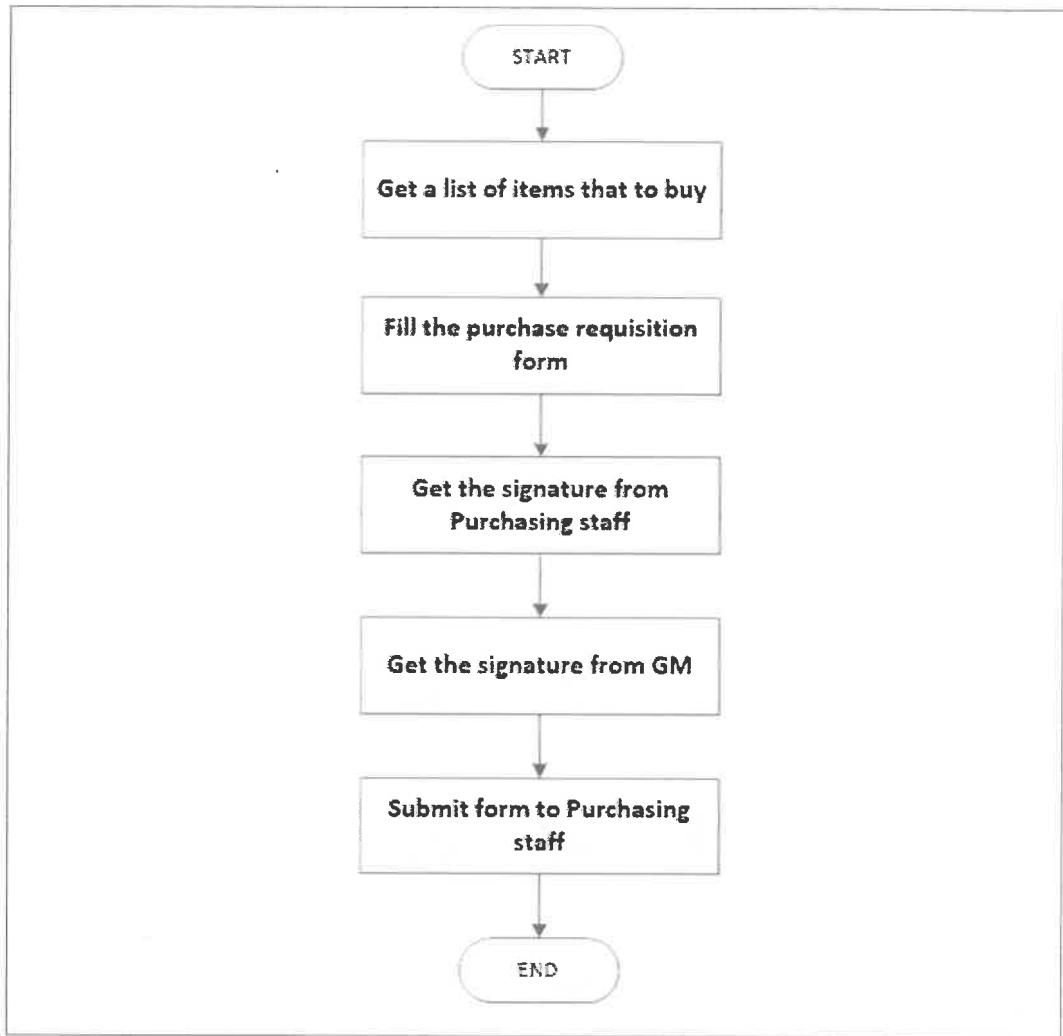 START
Get a list of items that to buy
Fill the purchase requisition
form
Get the signature from
Purchasing staff
Get the signature from GM
Submit form to Purchasing
staff
END